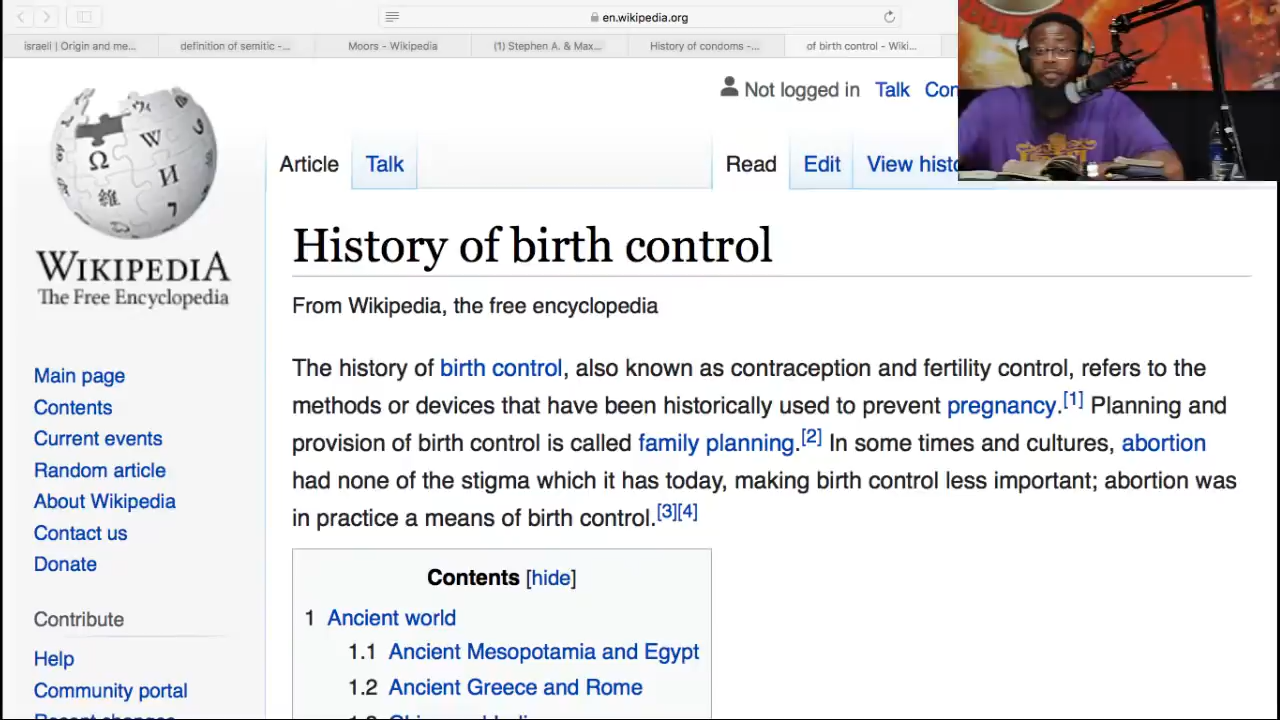 en.wikipedia.org
israeli | Origin and me...
definition of semitic -...
Moors - Wikipedia
(1) Stephen A. & Max...
History of condoms -...
of birth control - Wiki...
Not logged in Talk Con
Article Talk Read Edit View histo
WIKIPEDIA
The Free Encyclopedia
History of birth control
From Wikipedia, the free encyclopedia
The history of birth control, also known as contraception and fertility control, refers to the
methods or devices that have been historically used to prevent pregnancy.[1] Planning and
provision of birth control is called family planning.[2] In some times and cultures, abortion
had none of the stigma which it has today, making birth control less important; abortion was
in practice a means of birth control.[3][4]
Main page
Contents
Current events
Random article
About Wikipedia
Contact us
Donate
Contribute
Help
Community portal
Recent changes
Contents [hide]
1 Ancient world
1.1 Ancient Mesopotamia and Egypt
1.2 Ancient Greece and Rome